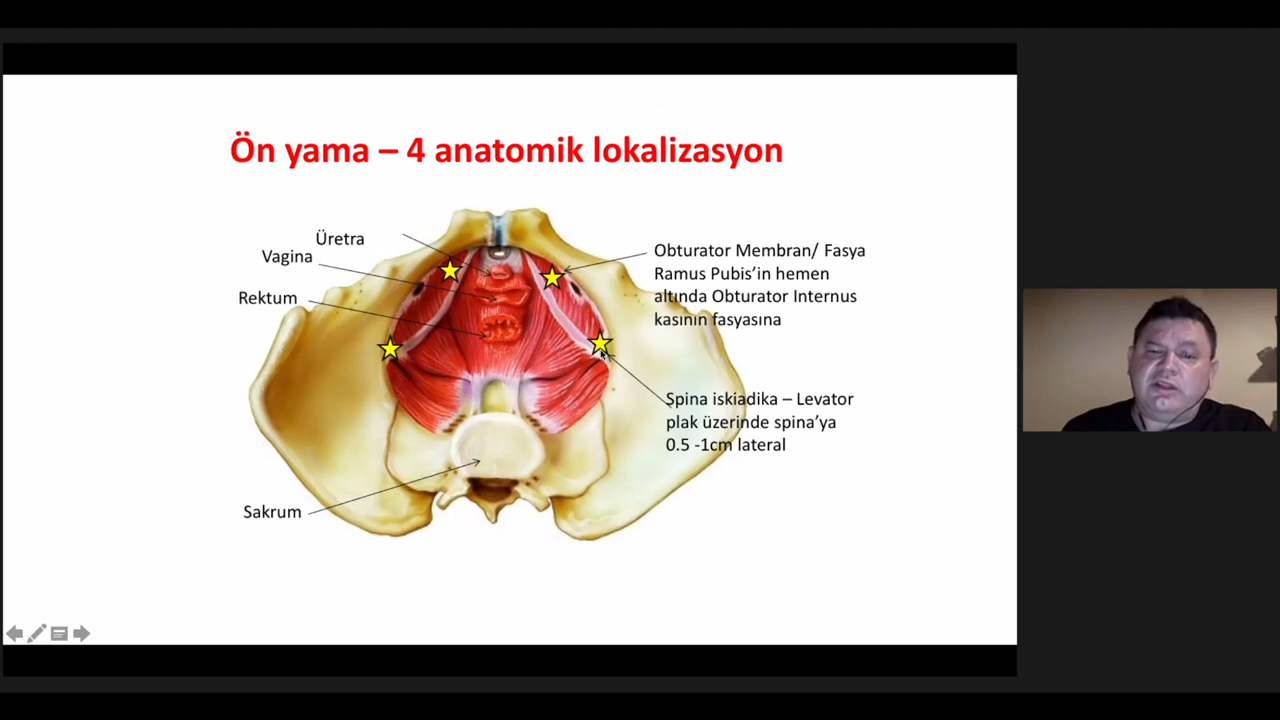 Ön yama – 4 anatomik lokalizasyon
Üretra
Vagina
Rektum
Obturator Membran/ Fasya
Ramus Pubis’in hemen
altında Obturator Internus
kasının fasyasına
Spina iskiadika – Levator
plak üzerinde spina’ya
0.5 -1cm lateral
Sakrum